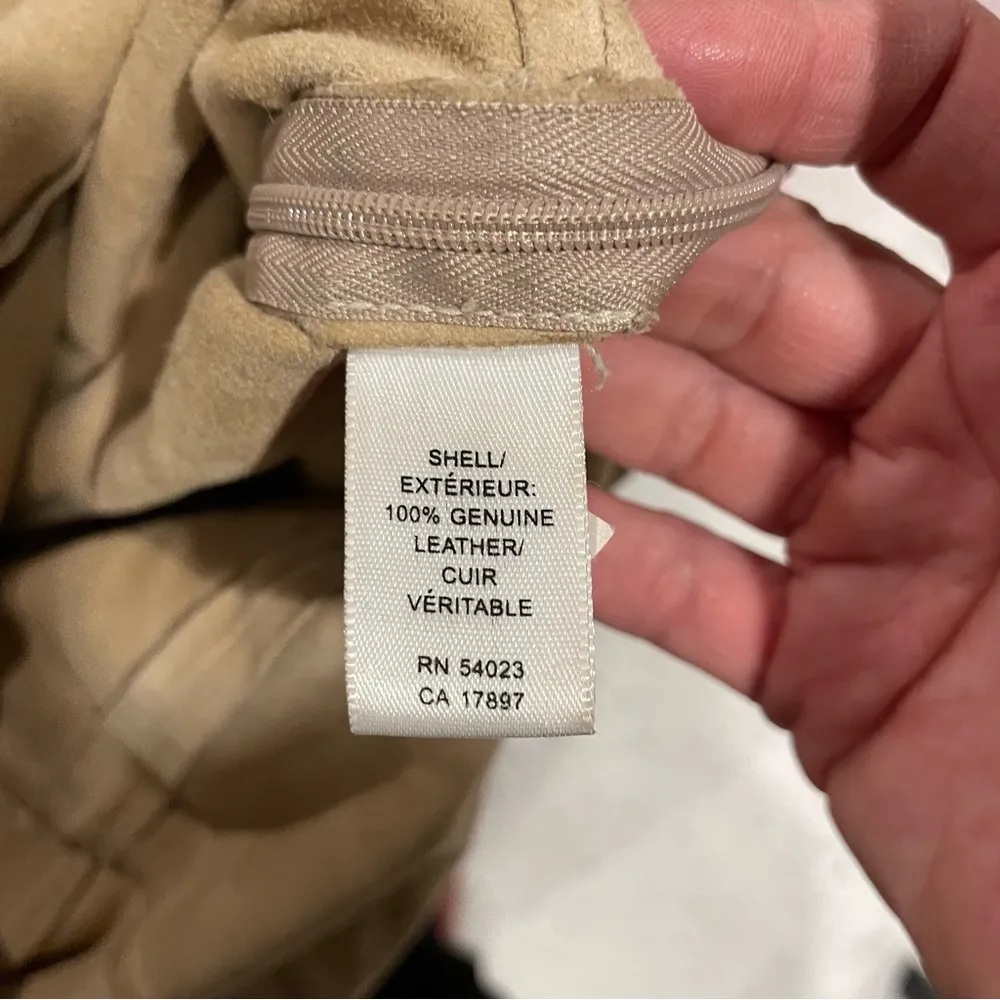 SHELL/
EXTÉRIEUR:
100% GENUINE
LEATHER/
CUIR
VÉRITABLE
RN 54023
CA 17897